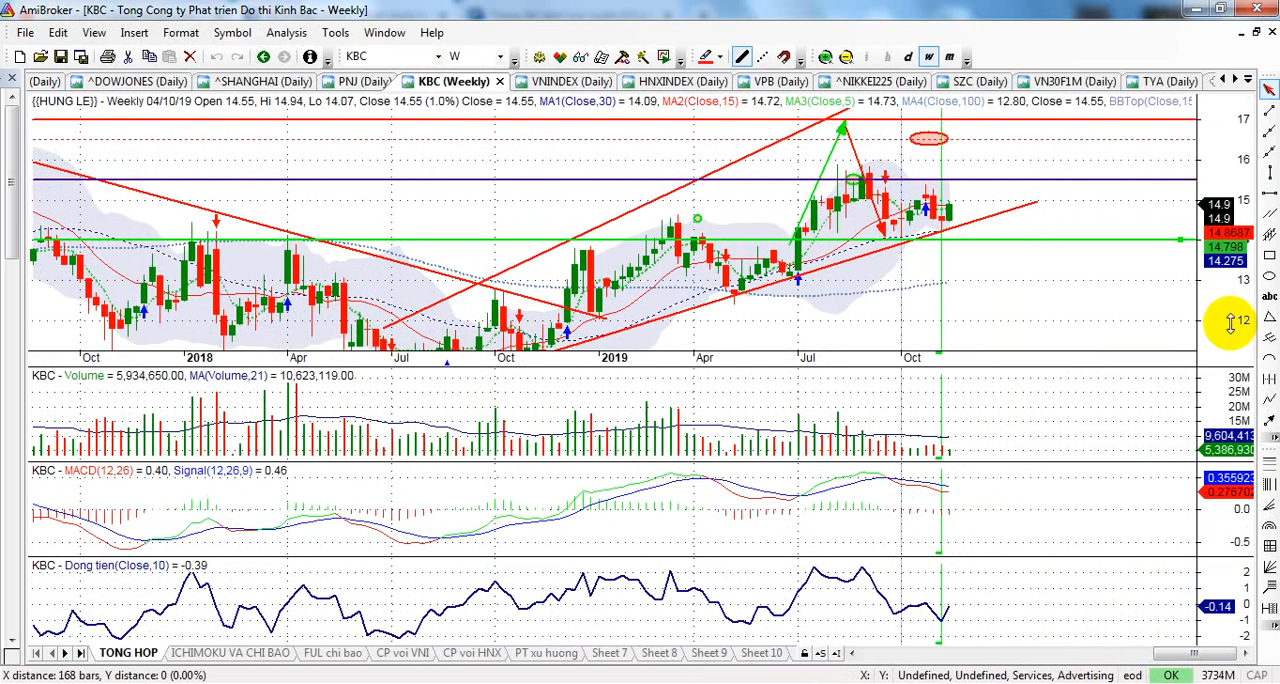 AmiBroker - [KBC - Tong Cong ty Phat trien Do thi Kinh Bac - Weekly]
File Edit View Insert Format Symbol Analysis Tools Window Help
KBC W b h d w m
(Daily) ^DOWJONES (Daily) ^SHANGHAI (Daily) PNJ (Daily) KBC (Weekly) VNINDEX (Daily) HNXINDEX (Daily) VPB (Daily) ^NIKKEI225 (Daily) SZC (Daily) VN30F1M (Daily) TYA (Daily)
{{HUNG LE}} - Weekly 04/10/19 Open 14.55, Hi 14.94, Lo 14.07, Close = 14.55 (1.0%) Close = 14.55, MA1(Close,30) = 14.09, MA2(Close,15) = 14.72, MA3(Close,5) = 14.73, MA4(Close,100) = 12.80, Close = 14.55, BBTop(Close,15
17
16
15
14.9
14.9
14.8687
14.798
14.275
13
12
abc
Oct 2018 Apr Jul Oct 2019 Apr Jul Oct
KBC - Volume = 5,934,650.00, MA(Volume,21) = 10,623,119.00
30M
25M
20M
15M
9,604,413
5,386,930
KBC - MACD(12,26) = 0.40, Signal(12,26,9) = 0.46
0.355923
0.276702
0.0
-0.5
KBC - Dong tien(Close,10) = -0.39
2
1
0
-0.14
-1
-2
TONG HOP ICHIMOKU VA CHI BAO FUL chi bao CP voi VNI CP voi HNX PT xu huong Sheet 7 Sheet 8 Sheet 9 Sheet 10
X distance: 168 bars, Y distance: 0 (0.00%) X: Y: Undefined, Undefined, Services, Advertising eod OK 3734M CAP